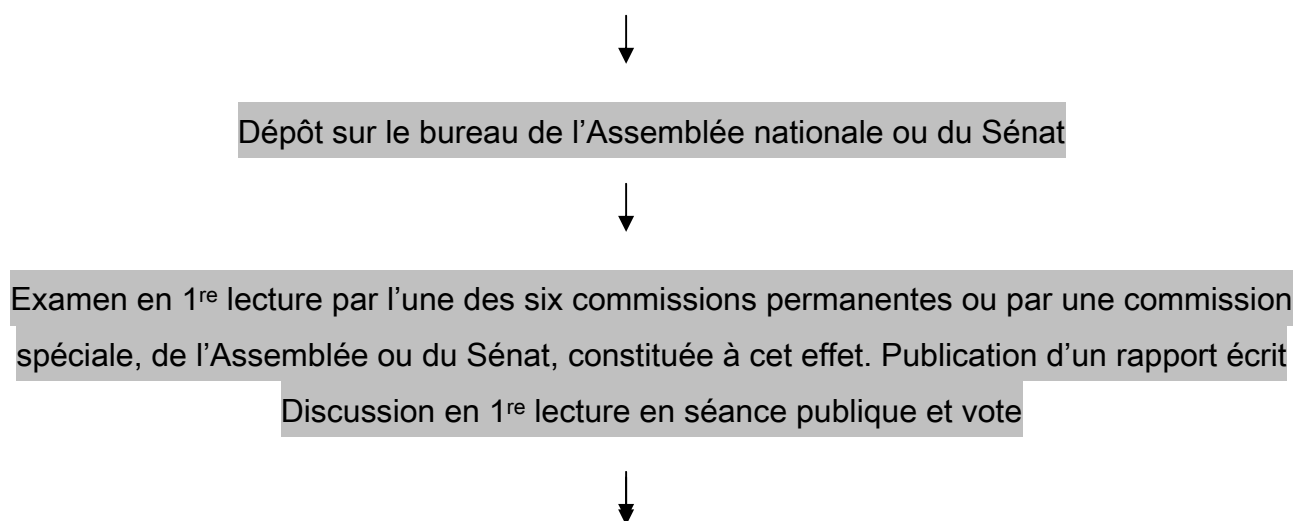 Dépôt sur le bureau de l’Assemblée nationale ou du Sénat
Examen en 1re lecture par l’une des six commissions permanentes ou par une commission
spéciale, de l’Assemblée ou du Sénat, constituée à cet effet. Publication d’un rapport écrit
Discussion en 1re lecture en séance publique et vote